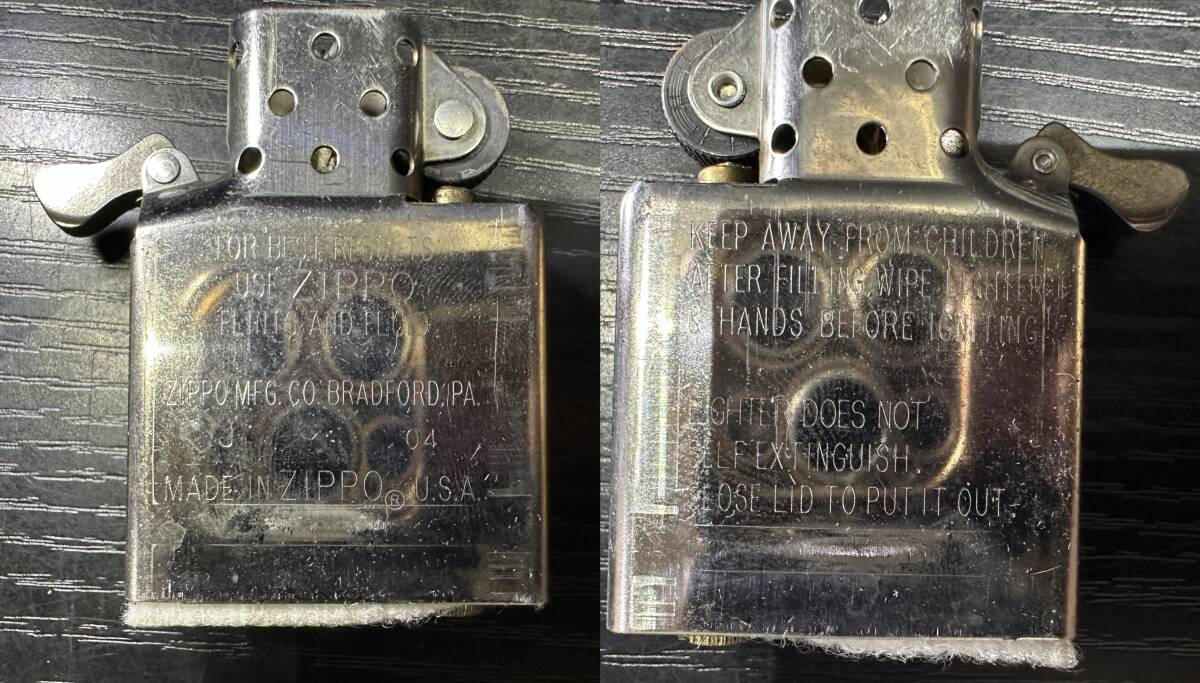 FOR BEST RESULTS
USE ZIPPO
FLINTS AND FLUID
ZIPPO MFG. CO. BRADFORD, PA.
J 04
MADE IN ZIPPO® U.S.A.
KEEP AWAY FROM CHILDREN
AFTER FILLING WIPE LIGHTER
& HANDS BEFORE IGNITING
LIGHTER DOES NOT
SELF EXTINGUISH.
CLOSE LID TO PUT IT OUT